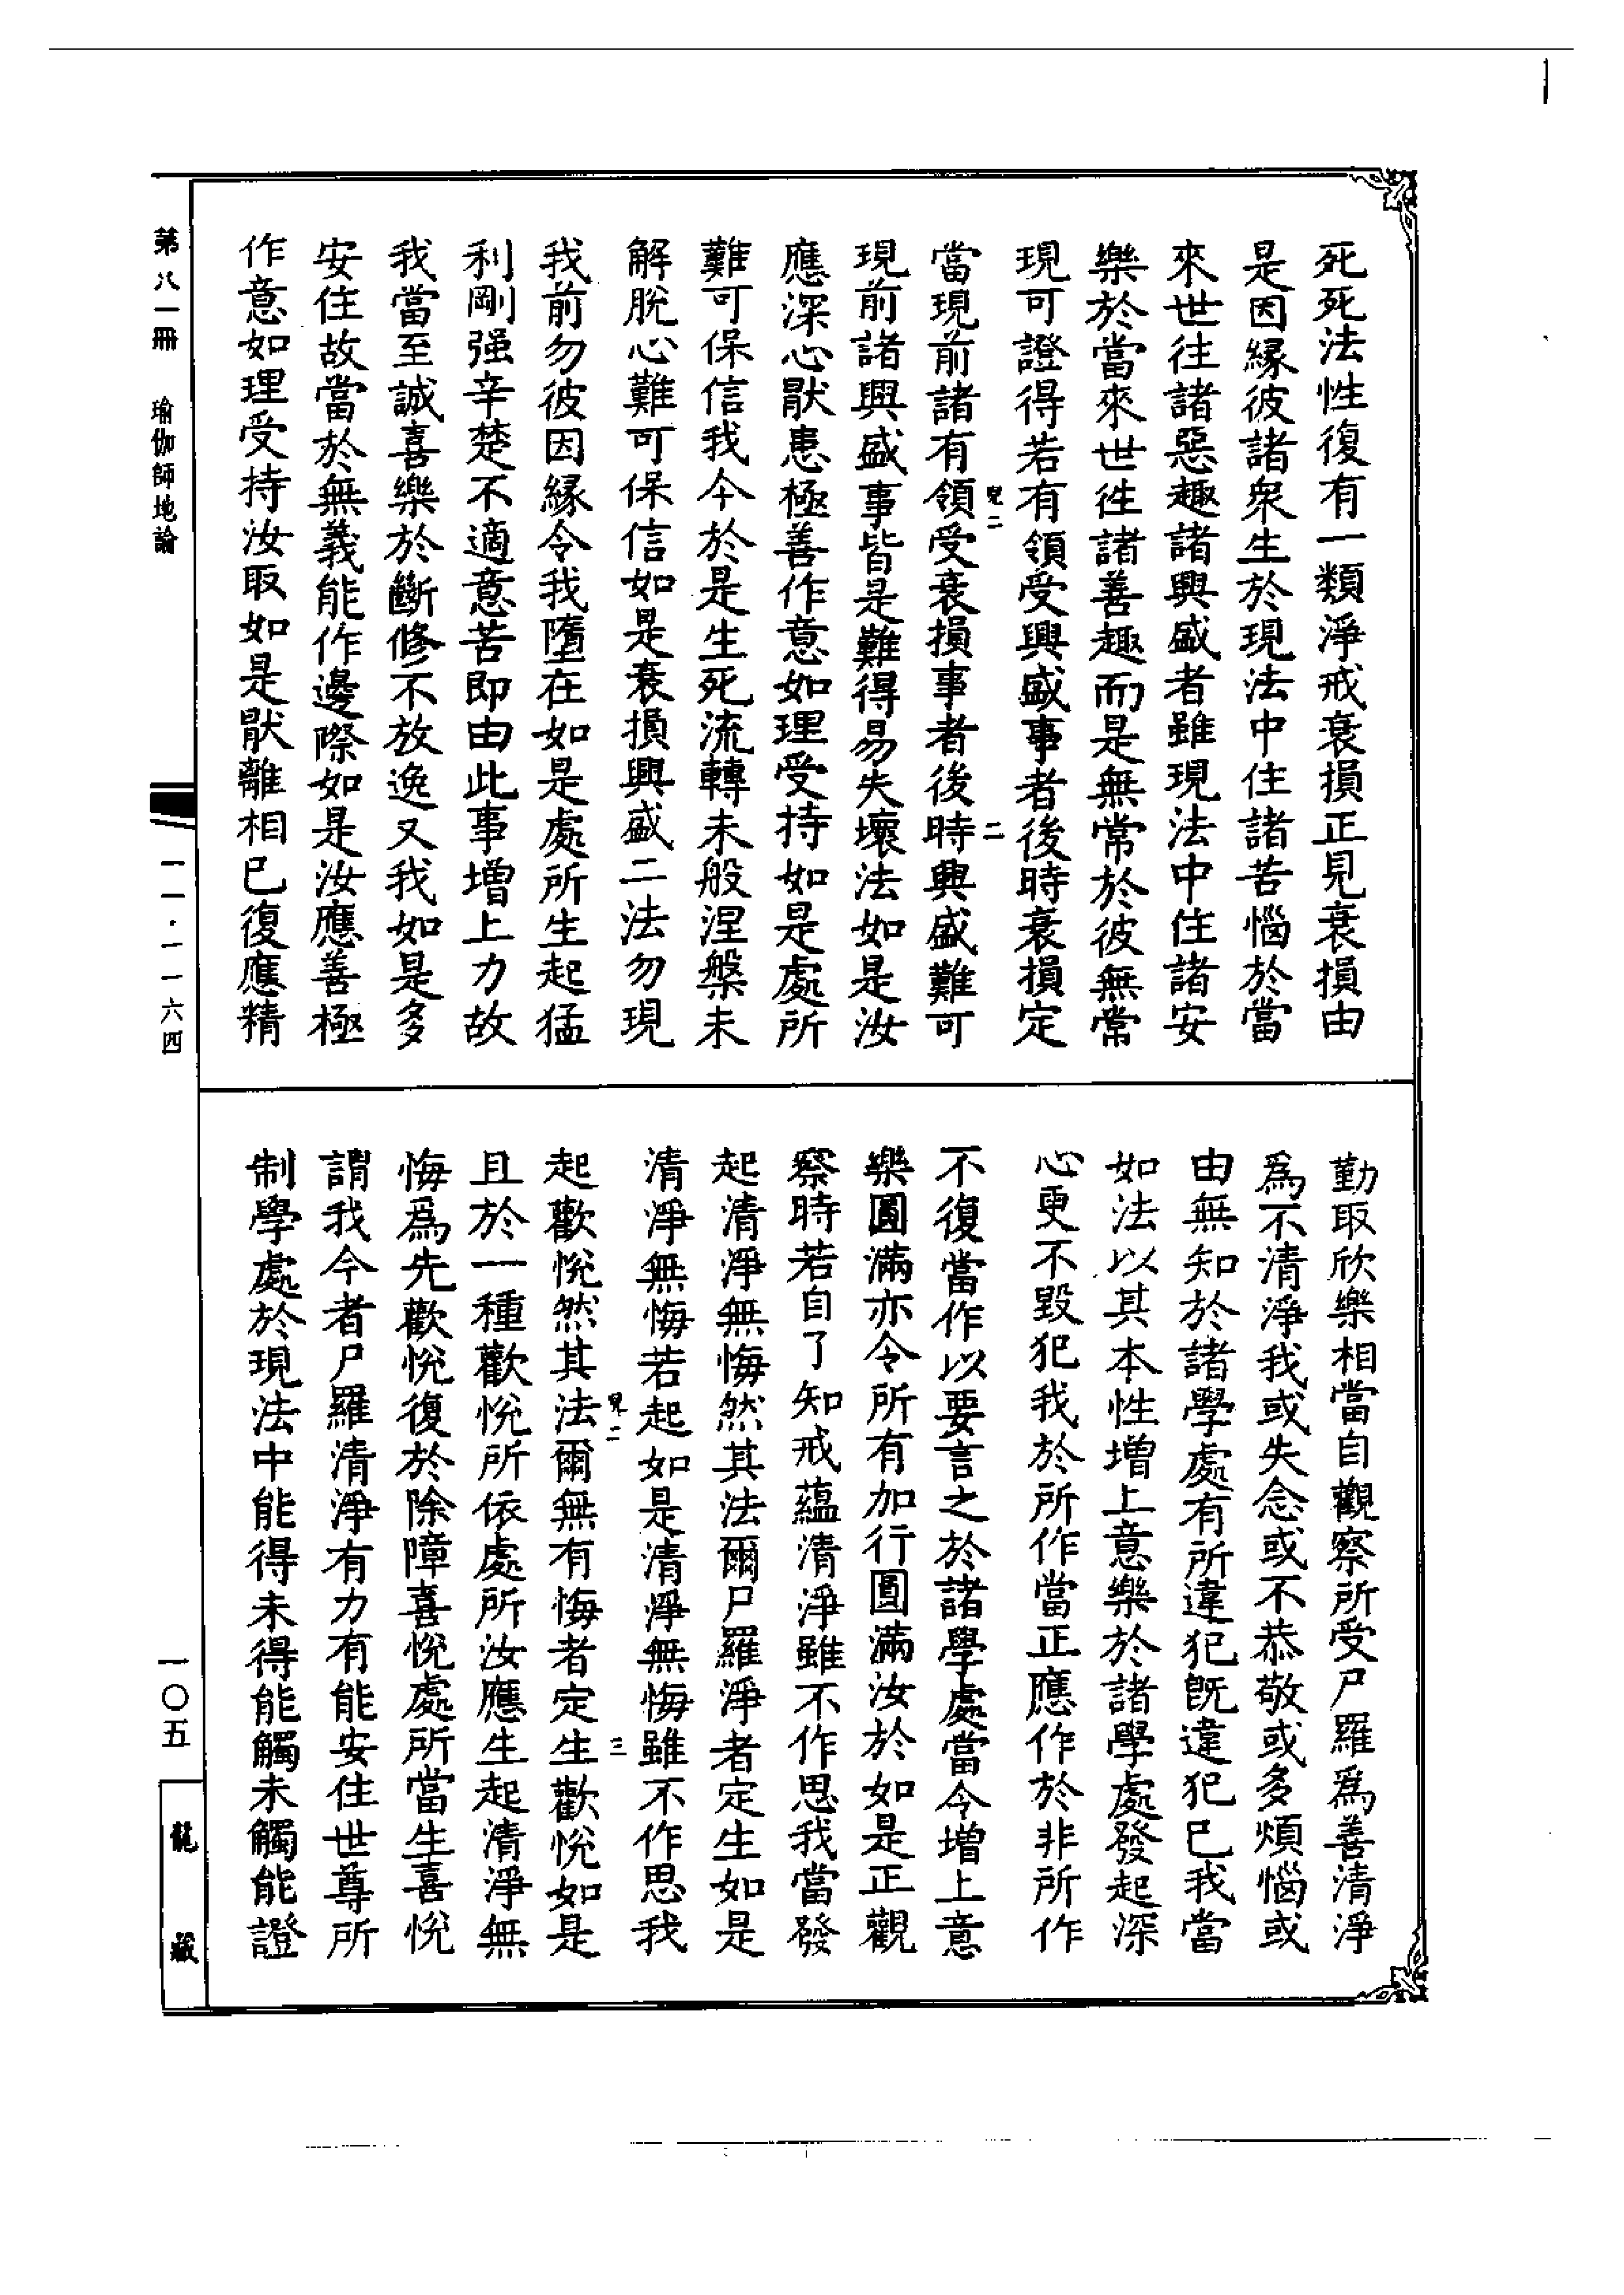 死死法性復有一類淨戒衰損正見衰損由
是因緣彼諸衆生於現法中住諸苦惱於當
來世往諸惡趣諸興盛者雖現法中住諸安
樂於當來世往諸善趣而是無常於彼無常
現可證得若有領受興盛事者後時衰損定
當現前諸有領受衰損事者後時興盛難可
現前諸興盛事皆是難得易失壞法如是汝
應深心猒患極善作意如理受持如是處所
難可保信我今於是生死流轉未般涅槃未
解脫心難可保信如是衰損興盛二法勿現
我前勿彼因緣令我墮在如是處所生起猛
利剛强辛楚不適意苦即由此事增上力故
我當至誠喜樂於斷修不放逸又我如是多
安住故當於無義能作邊際如是汝應善極
作意如理受持汝取如是猒離相已復應精
勤取欣樂相當自觀察所受尸羅爲善清淨
爲不清淨我或失念或不恭敬或多煩惱或
由無知於諸學處有所違犯旣違犯已我當
如法以其本性增上意樂於諸學處發起深
心更不毀犯我於所作當正應作於非所作
不復當作以要言之於諸學處當令增上意
樂圓滿亦令所有加行圓滿汝於如是正觀
察時若自了知戒蘊清淨雖不作思我當發
起清淨無悔然其法爾尸羅淨者定生如是
清淨無悔若起如是清淨無悔雖不作思我
起歡悅然其法爾無有悔者定生歡悅如是
且於一種歡悅所依處所汝應生起清淨無
悔爲先歡悅復於除障喜悅處所當生喜悅
謂我今者尸羅清淨有力有能安住世尊所
制學處於現法中能得未得能觸未觸能證
第八一冊 瑜伽師地論
一一·一一六四
一〇五
龍藏
二
三